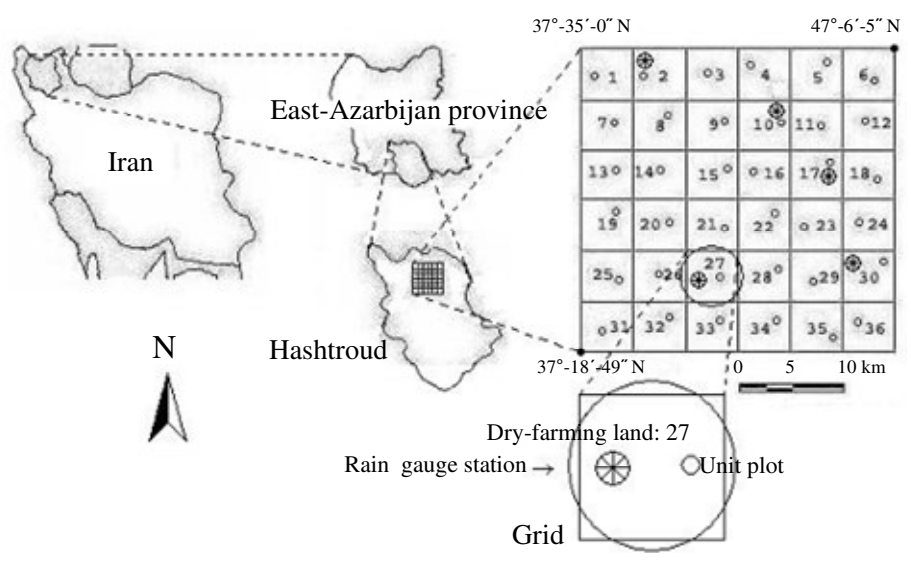 37°-35´-0˝ N
47°-6´-5˝ N
East-Azarbijan province
Iran
1 2 3 4 5 6
7 8 9 10 11 12
13 14 15 16 17 18
19 20 21 22 23 24
25 26 27 28 29 30
31 32 33 34 35 36
N
Hashtroud
37°-18´-49˝ N
0 5 10 km
Dry-farming land: 27
Rain gauge station →
Unit plot
Grid